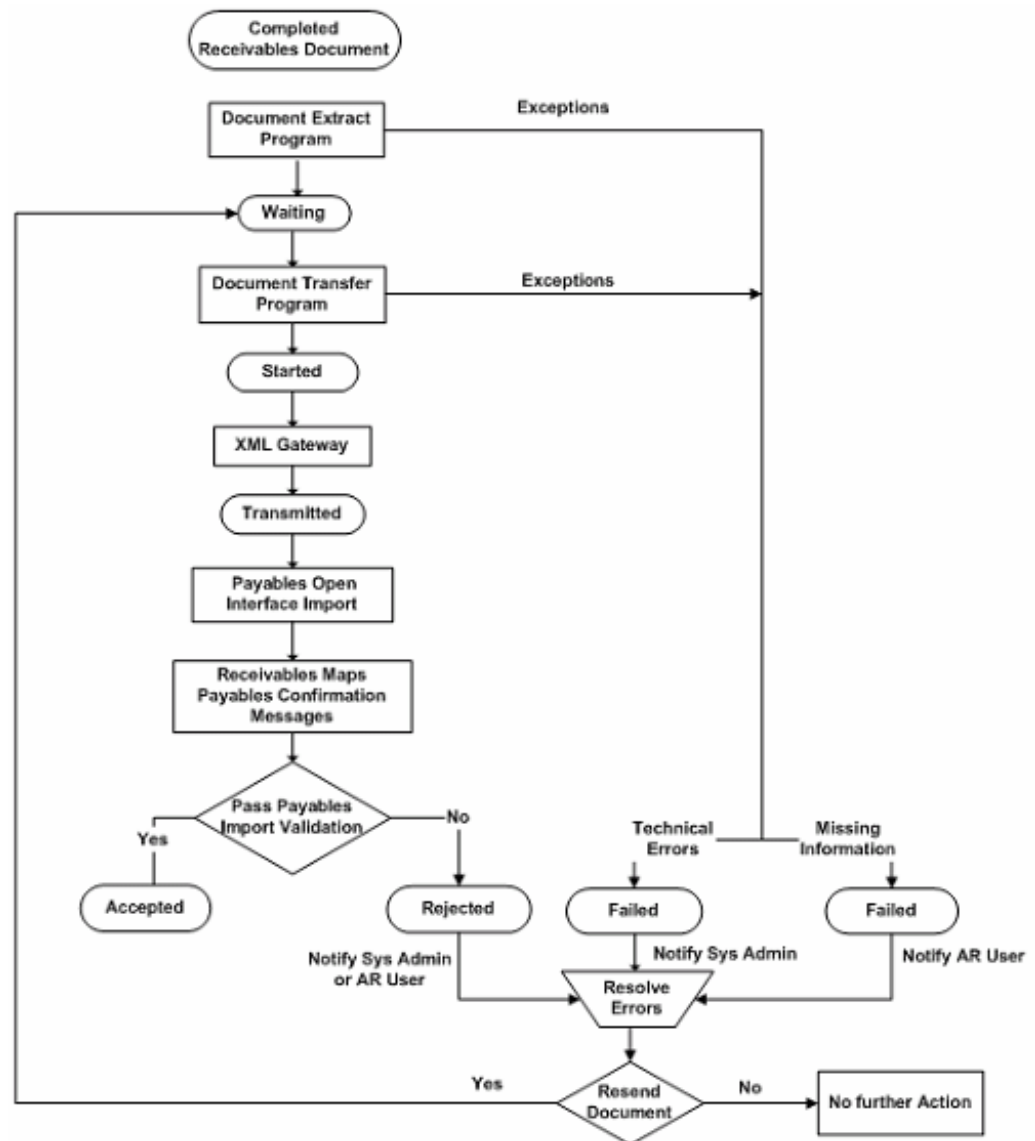 Completed
Receivables Document
Document Extract
Program
Exceptions
Waiting
Document Transfer
Program
Exceptions
Started
XML Gateway
Transmitted
Payables Open
Interface Import
Receivables Maps
Payables Confirmation
Messages
Pass Payables
Import Validation
Yes
No
Technical
Errors
Missing
Information
Accepted
Rejected
Failed
Failed
Notify Sys Admin
or AR User
Notify Sys Admin
Notify AR User
Resolve
Errors
Yes
Resend
Document
No
No further Action